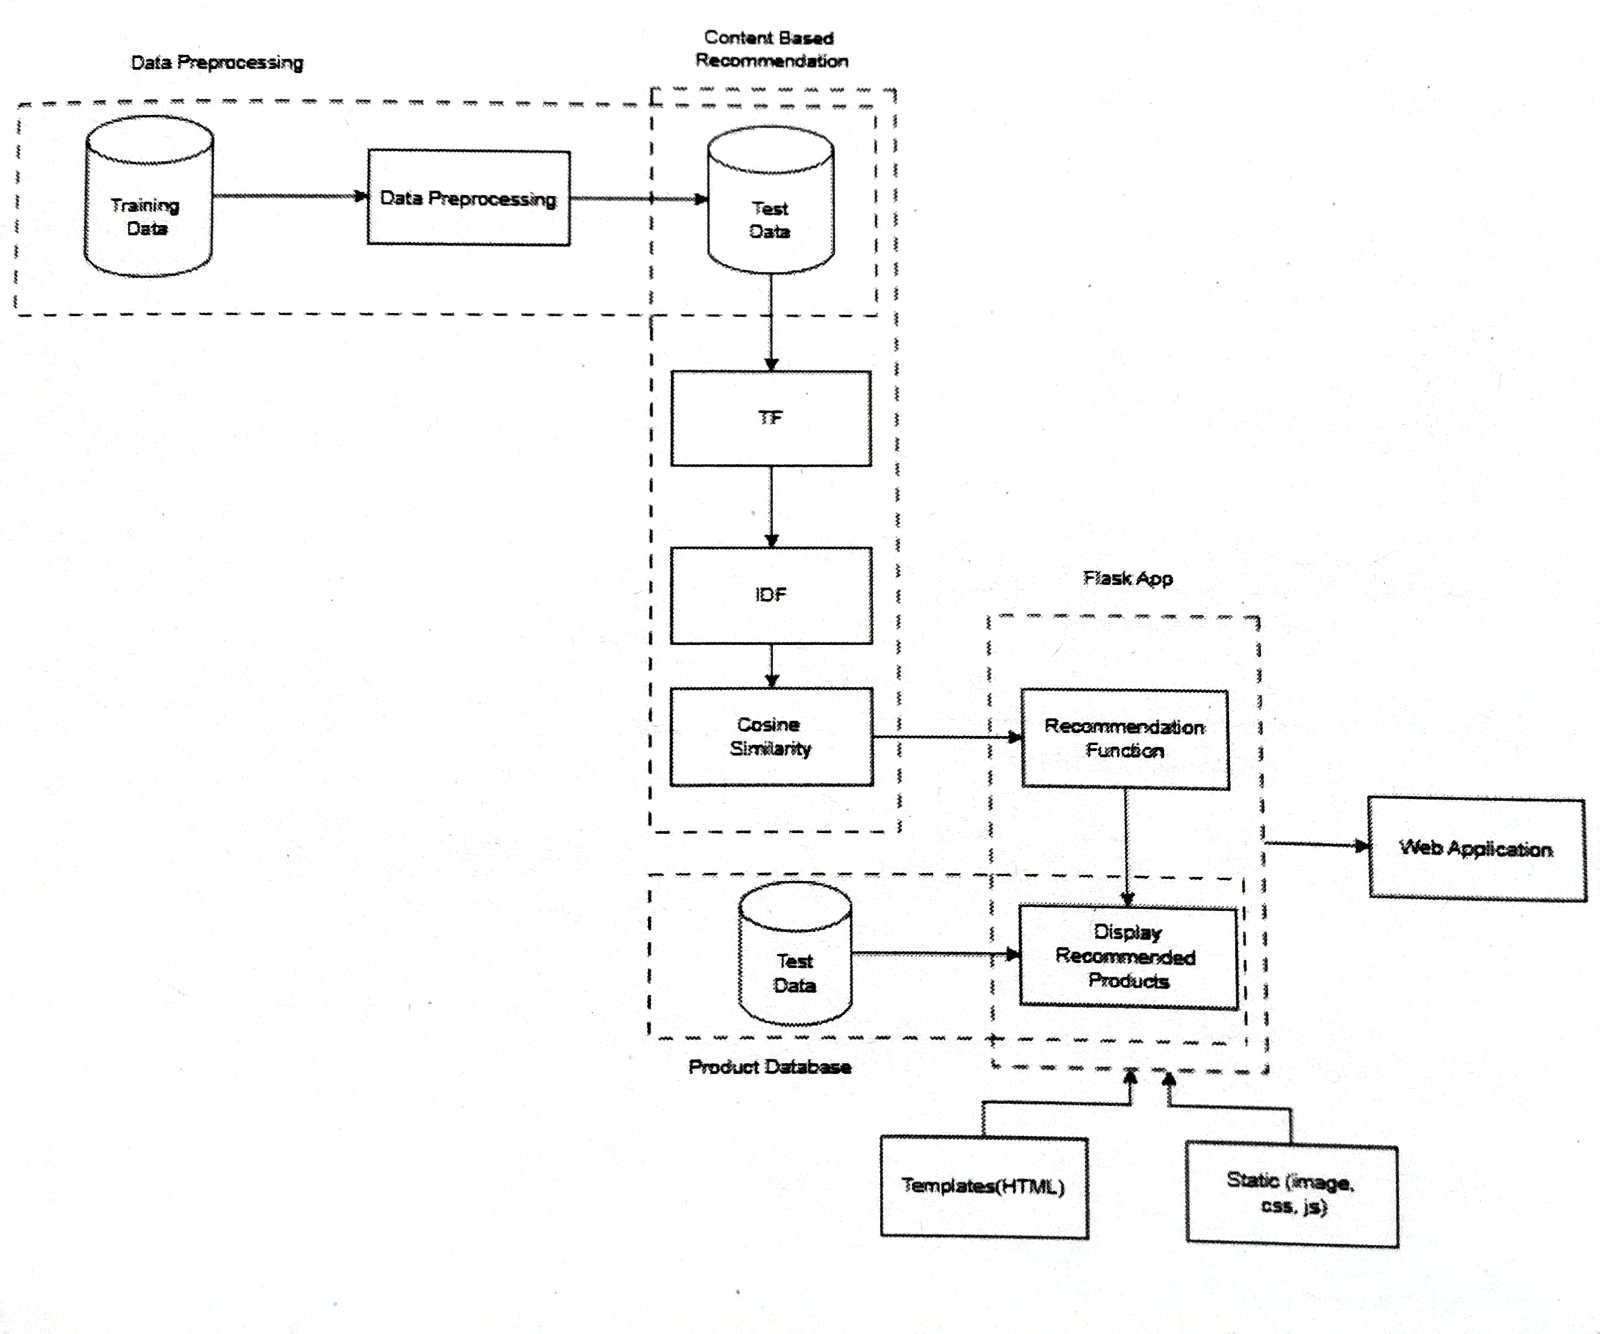 Content Based
Recommendation
Data Preprocessing
Training
Data
Data Preprocessing
Test
Data
TF
IDF
Flask App
Cosine
Similarity
Recommendation
Function
Web Application
Test
Data
Display
Recommended
Products
Product Database
Templates(HTML)
Static (image,
css, js)